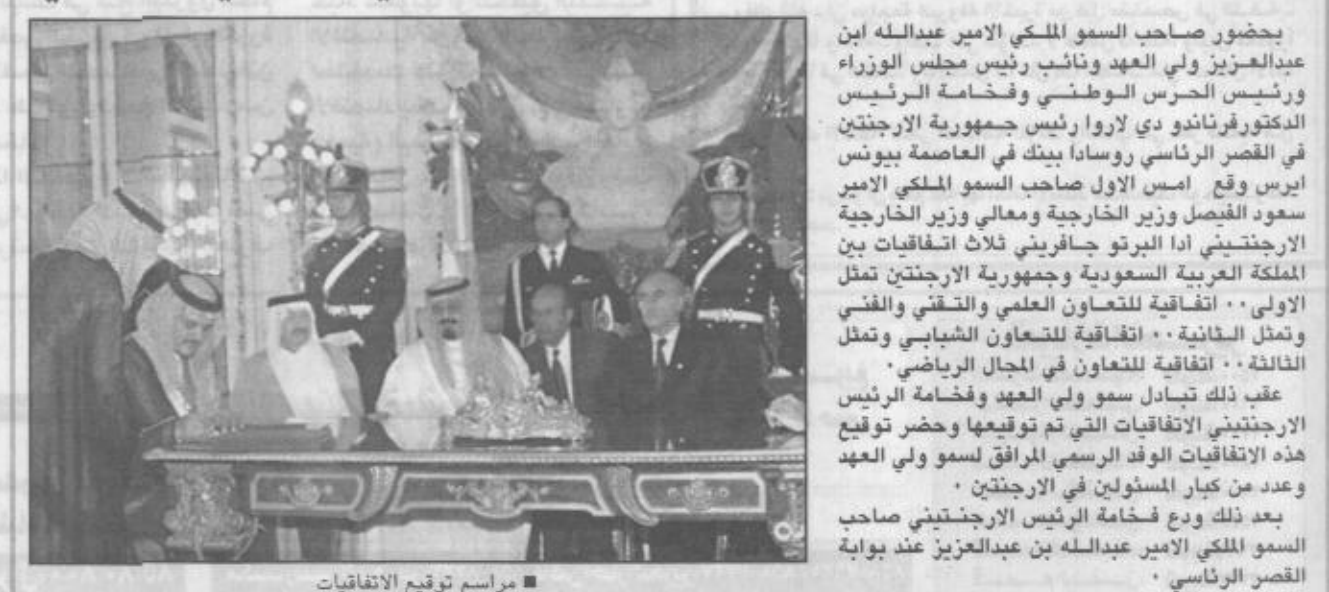 بحضور صاحب السمو الملكي الامير عبدالله ابن
عبدالعزيز ولي العهد ونائب رئيس مجلس الوزراء
ورئيس الحرس الوطني وفخامة الرئيس
الدكتورفرناندو دي لاروا رئيس جمهورية الارجنتين
في القصر الرئاسي روسادا بينك في العاصمة بيونس
ايرس وقع امس الاول صاحب السمو الملكي الامير
سعود الفيصل وزير الخارجية ومعالي وزير الخارجية
الارجنتيني أدا البرتو جافريني ثلاث اتفاقيات بين
المملكة العربية السعودية وجمهورية الارجنتين تمثل
الاولى٠٠ اتفاقية للتعاون العلمي والتقني والفني
وتمثل الثانية٠٠ اتفاقية للتعاون الشبابي وتمثل
الثالثة٠٠ اتفاقية للتعاون في المجال الرياضي٠
عقب ذلك تبادل سمو ولي العهد وفخامة الرئيس
الارجنتيني الاتفاقيات التي تم توقيعها وحضر توقيع
هذه الاتفاقيات الوفد الرسمي المرافق لسمو ولي العهد
وعدد من كبار المسئولين في الارجنتين ٠
بعد ذلك ودع فخامة الرئيس الارجنتيني صاحب
السمو الملكي الامير عبدالله بن عبدالعزيز عند بوابة
القصر الرئاسي ٠
■ مراسم توقيع الاتفاقيات